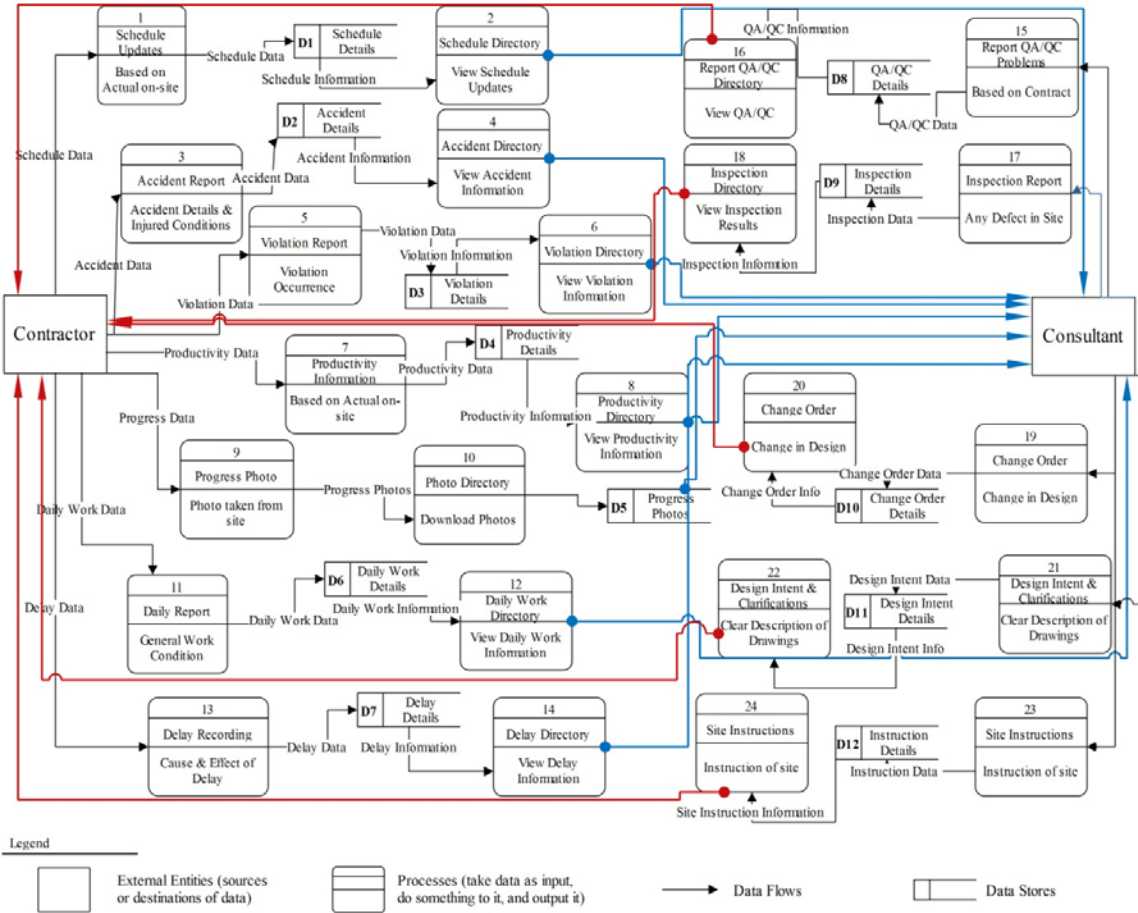 1
Schedule
Updates
Based on
Actual on-site
Schedule Data
D1
Schedule
Details
Schedule Information
2
Schedule Directory
View Schedule
Updates
QA/QC Information
16
Report QA/QC
Directory
View QA/QC
D8
QA/QC
Details
QA/QC Data
15
Report QA/QC
Problems
Based on Contract
Schedule Data
3
Accident Report
Accident Details &
Injured Conditions
Accident Data
D2
Accident
Details
Accident Information
4
Accident Directory
View Accident
Information
18
Inspection
Directory
View Inspection
Results
D9
Inspection
Details
Inspection Data
Inspection Information
17
Inspection Report
Any Defect in Site
Accident Data
5
Violation Report
Violation
Occurrence
Violation Data
Violation Data
Violation Information
D3
Violation
Details
6
Violation Directory
View Violation
Information
Contractor
Consultant
Productivity Data
7
Productivity
Information
Based on Actual on-
site
Productivity Data
D4
Productivity
Details
Productivity Information
8
Productivity
Directory
View Productivity
Information
20
Change Order
Change in Design
Change Order Data
Change Order Info
D10
Change Order
Details
19
Change Order
Change in Design
Progress Data
9
Progress Photo
Photo taken from
site
Progress Photos
10
Photo Directory
Download Photos
D5
Progress
Photos
Daily Work Data
11
Daily Report
General Work
Condition
Daily Work Data
D6
Daily Work
Details
Daily Work Information
12
Daily Work
Directory
View Daily Work
Information
22
Design Intent &
Clarifications
Clear Description of
Drawings
Design Intent Data
D11
Design Intent
Details
Design Intent Info
21
Design Intent &
Clarifications
Clear Description of
Drawings
Delay Data
13
Delay Recording
Cause & Effect of
Delay
Delay Data
D7
Delay
Details
Delay Information
14
Delay Directory
View Delay
Information
24
Site Instructions
Instruction of site
Site Instruction Information
D12
Instruction
Details
Instruction Data
23
Site Instructions
Instruction of site
Legend
External Entities (sources
or destinations of data)
Processes (take data as input,
do something to it, and output it)
Data Flows
Data Stores